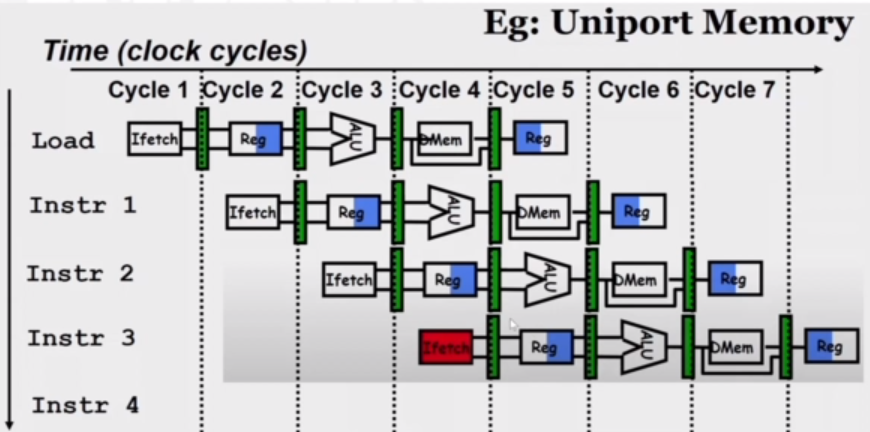 Eg: Uniport Memory
Time (clock cycles)
Cycle 1 Cycle 2 Cycle 3 Cycle 4 Cycle 5 Cycle 6 Cycle 7
Load Ifetch Reg ALU DMem Reg
Instr 1 Ifetch Reg ALU DMem Reg
Instr 2 Ifetch Reg ALU DMem Reg
Instr 3 Ifetch Reg ALU DMem Reg
Instr 4